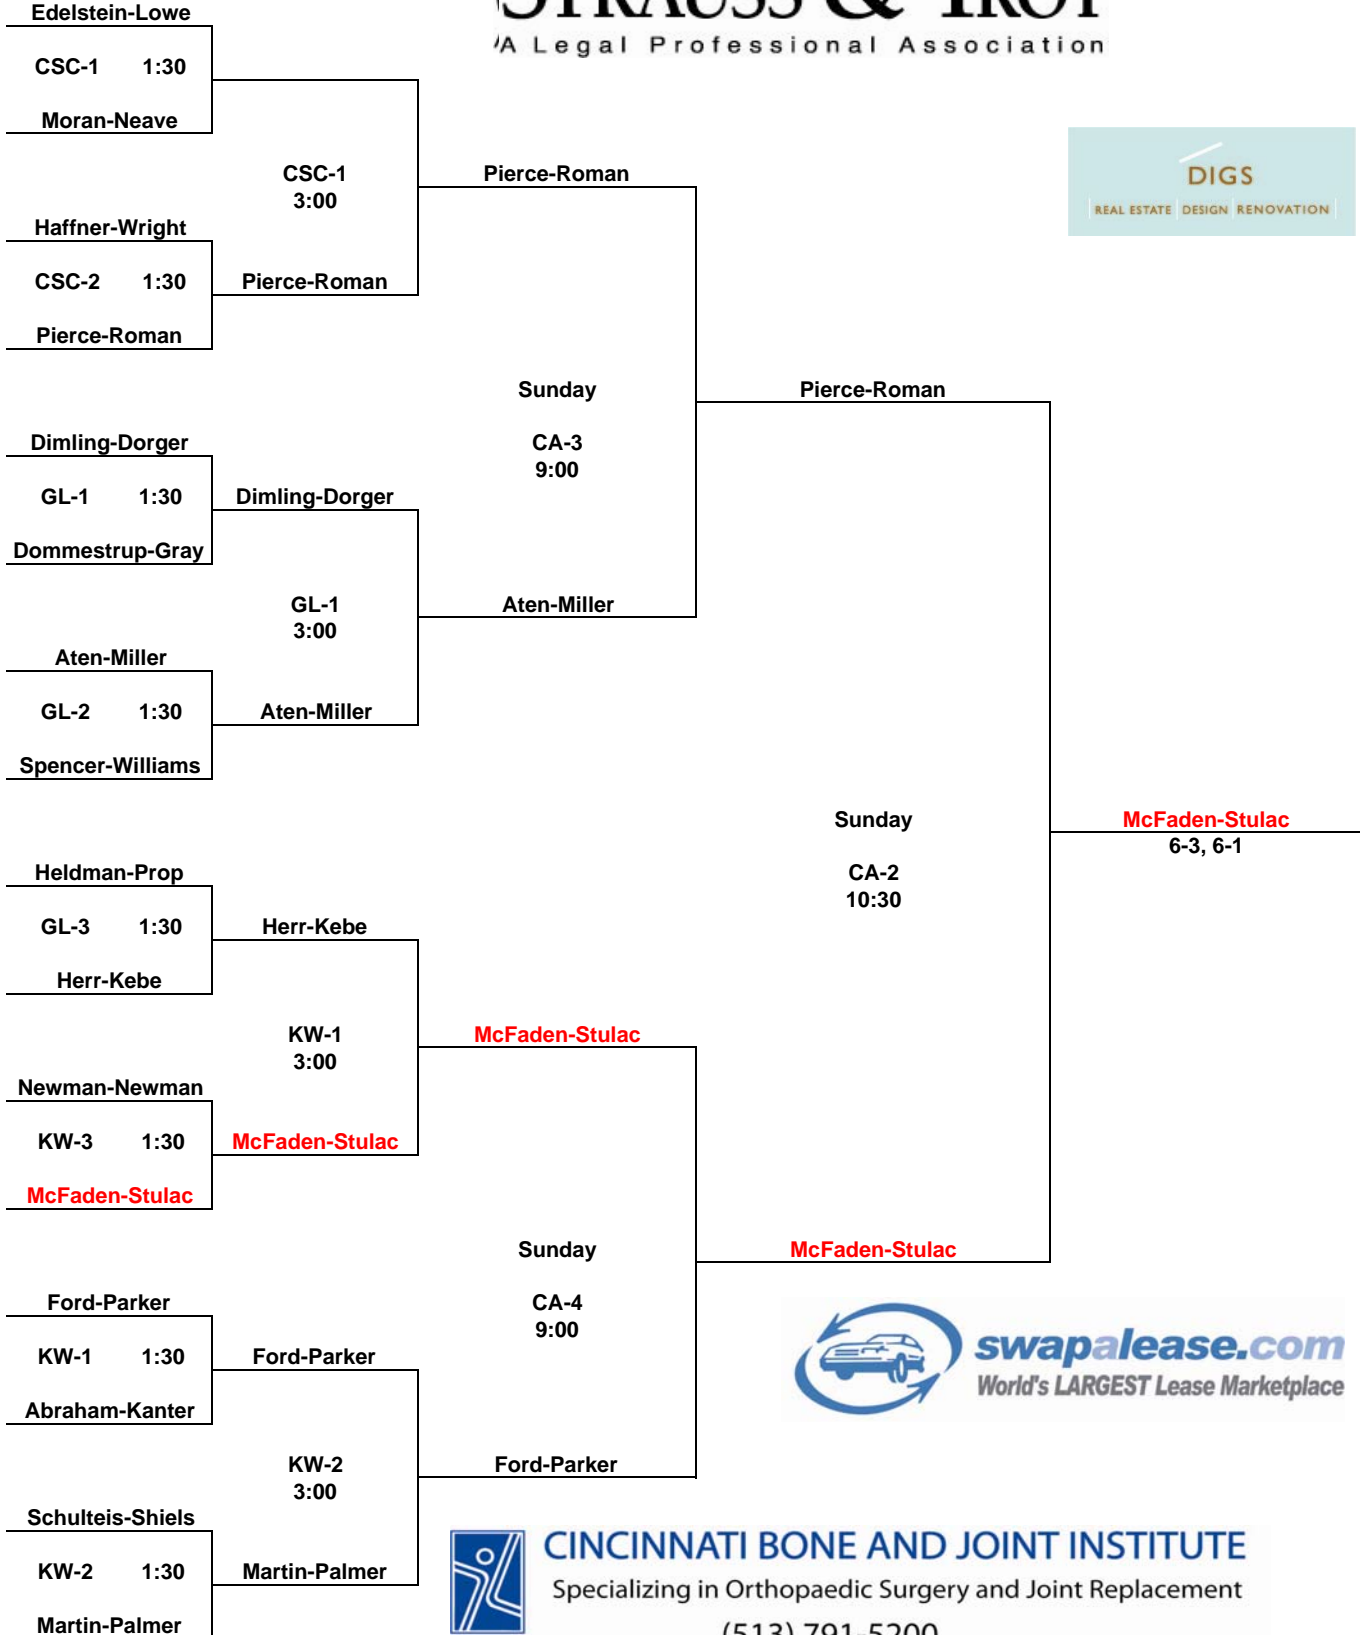 Edelstein-Lowe
STRAUSS & TROY
A Legal Professional Association
CSC-1 1:30
Moran-Neave
DIGS
REAL ESTATE DESIGN RENOVATION
CSC-1
3:00
Pierce-Roman
Haffner-Wright
CSC-2 1:30
Pierce-Roman
Pierce-Roman
Sunday
Pierce-Roman
CA-3
9:00
Dimling-Dorger
GL-1 1:30
Dimling-Dorger
Dommestrup-Gray
GL-1
3:00
Aten-Miller
Aten-Miller
GL-2 1:30
Aten-Miller
Spencer-Williams
Sunday
McFaden-Stulac
6-3, 6-1
CA-2
10:30
Heldman-Prop
GL-3 1:30
Herr-Kebe
Herr-Kebe
KW-1
3:00
McFaden-Stulac
Newman-Newman
KW-3 1:30
McFaden-Stulac
McFaden-Stulac
Sunday
McFaden-Stulac
CA-4
9:00
Ford-Parker
KW-1 1:30
Ford-Parker
Abraham-Kanter
swapalease.com
World's LARGEST Lease Marketplace
KW-2
3:00
Ford-Parker
Schulteis-Shiels
KW-2 1:30
Martin-Palmer
Martin-Palmer
CINCINNATI BONE AND JOINT INSTITUTE
Specializing in Orthopaedic Surgery and Joint Replacement
(513) 791-5200